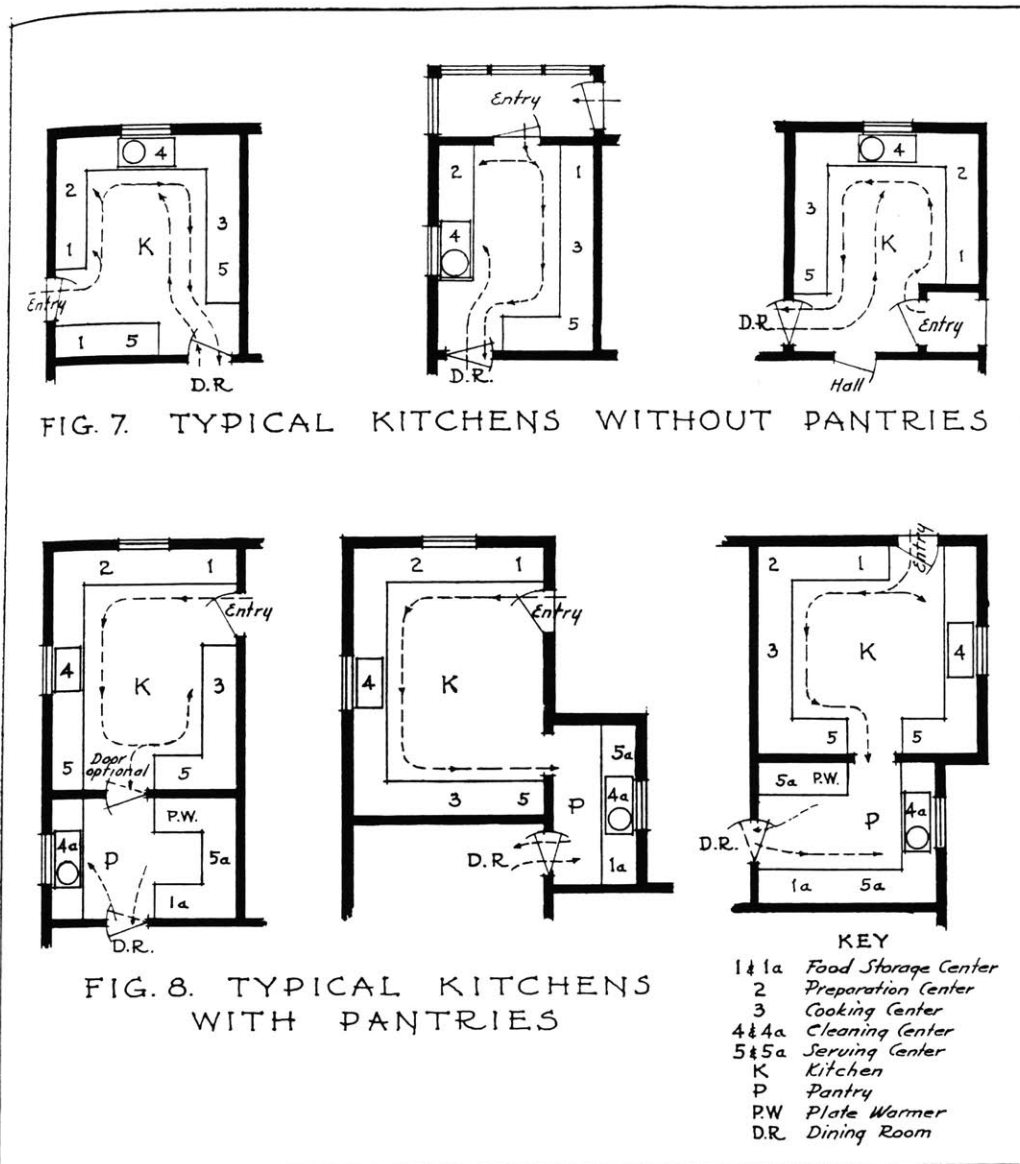 Entry
4
2
3
K
1
5
Entry
1 5
D.R.
Entry
2
1
4
3
5
D.R.
4
2
3
K
1
5
D.R.
Entry
Hall
FIG. 7. TYPICAL KITCHENS WITHOUT PANTRIES
2 1
Entry
4
K
3
5
Door
optional
5
P.W.
4a
P
5a
1a
D.R.
2 1
Entry
4
K
3 5
5a
4a
P
D.R.
1a
Entry
2 1
3
K
4
5 5
5a P.W.
4a
P
D.R.
1a 5a
FIG. 8. TYPICAL KITCHENS
WITH PANTRIES
KEY
1 & 1a Food Storage Center
2 Preparation Center
3 Cooking Center
4 & 4a Cleaning Center
5 & 5a Serving Center
K Kitchen
P Pantry
P.W Plate Warmer
D.R. Dining Room